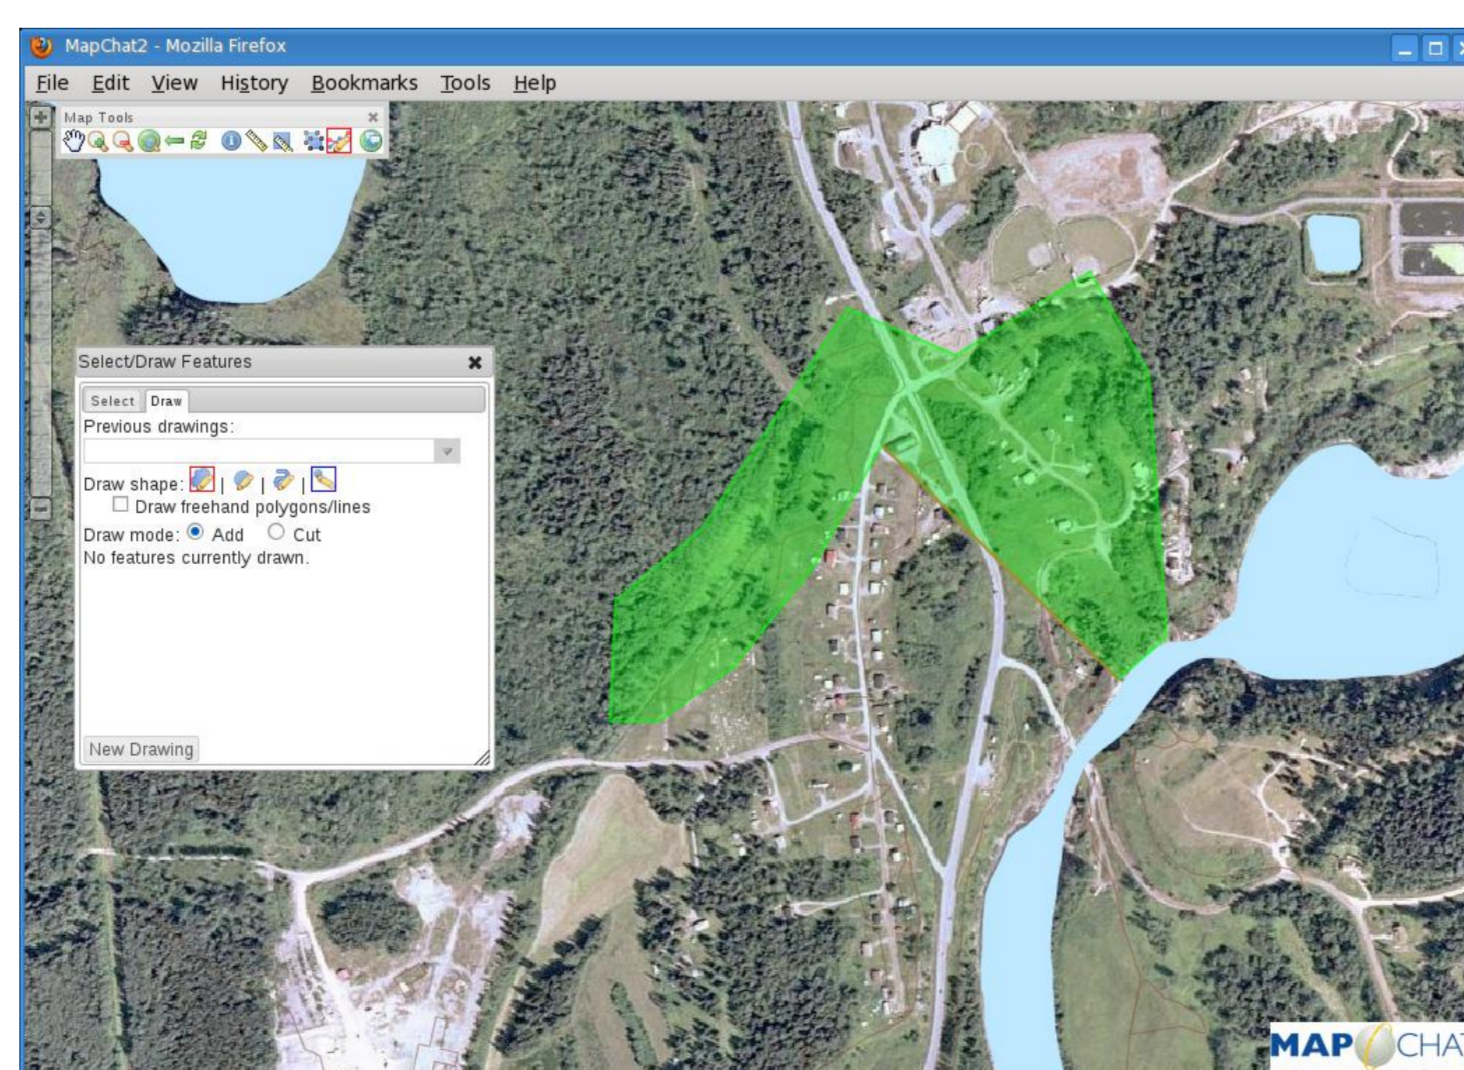 MapChat2 - Mozilla Firefox
File Edit View History Bookmarks Tools Help
Map Tools
Select/Draw Features
Select Draw
Previous drawings:
Draw shape: | | |
Draw freehand polygons/lines
Draw mode: Add Cut
No features currently drawn.
New Drawing
MAP CHAT